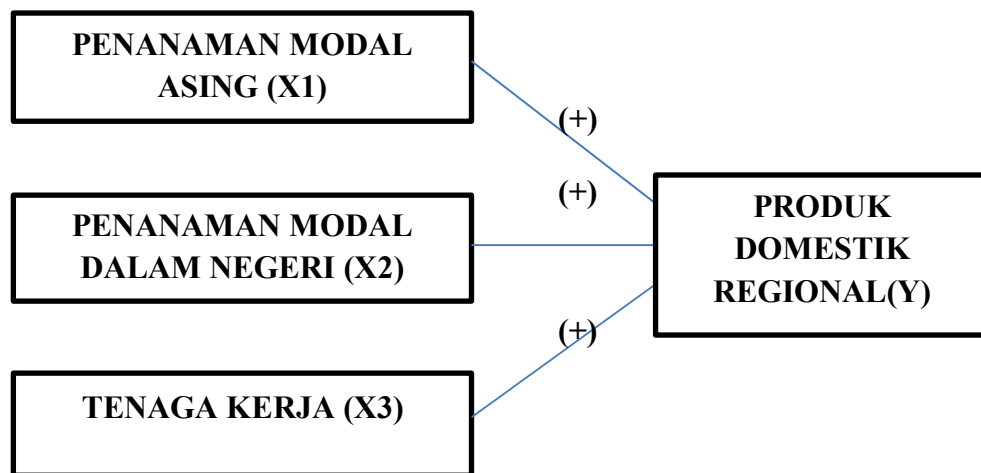 PENANAMAN MODAL
ASING (X1)
(+)
PENANAMAN MODAL
DALAM NEGERI (X2)
(+)
TENAGA KERJA (X3)
(+)
PRODUK
DOMESTIK
REGIONAL(Y)